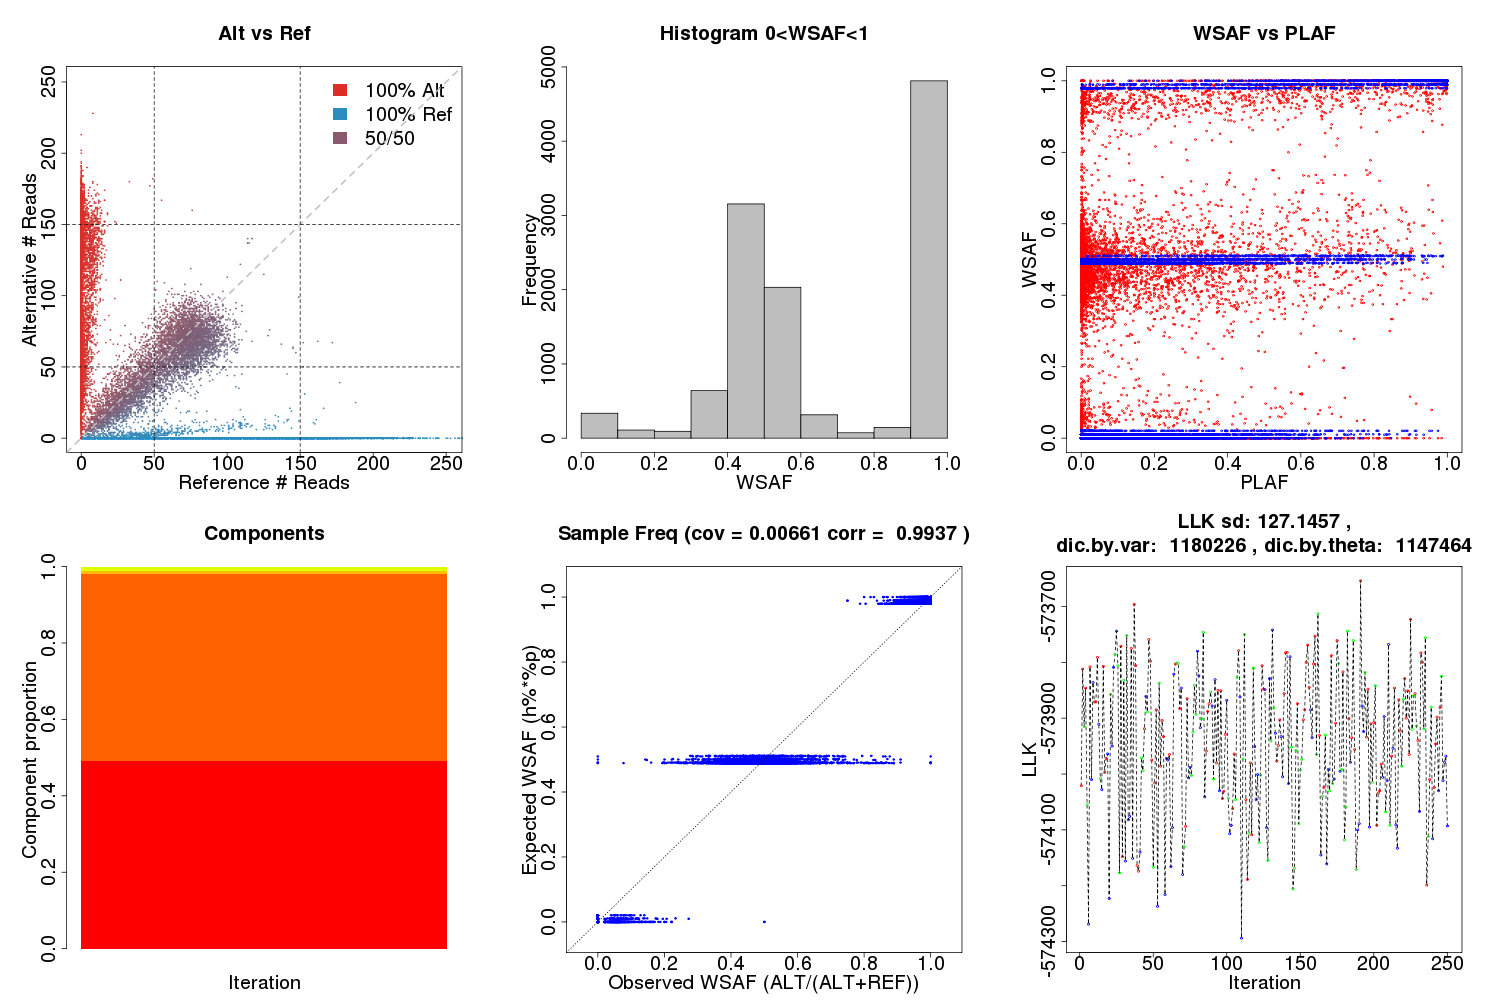 Alt vs Ref
250
200
150
100
50
0
Alternative # Reads
100% Alt
100% Ref
50/50
0 50 100 150 200 250
Reference # Reads
Histogram 0<WSAF<1
5000
4000
3000
2000
1000
0
Frequency
0.0 0.2 0.4 0.6 0.8 1.0
WSAF
WSAF vs PLAF
1.0
0.8
0.6
0.4
0.2
0.0
WSAF
0.0 0.2 0.4 0.6 0.8 1.0
PLAF
Components
1.0
0.8
0.6
0.4
0.2
0.0
Component proportion
Iteration
Sample Freq (cov = 0.00661 corr = 0.9937 )
1.0
0.8
0.6
0.4
0.2
0.0
Expected WSAF (h%*%p)
0.0 0.2 0.4 0.6 0.8 1.0
Observed WSAF (ALT/(ALT+REF))
LLK sd: 127.1457 ,
dic.by.var: 1180226 , dic.by.theta: 1147464
-573700
-573900
-574100
-574300
LLK
0 50 100 150 200 250
Iteration